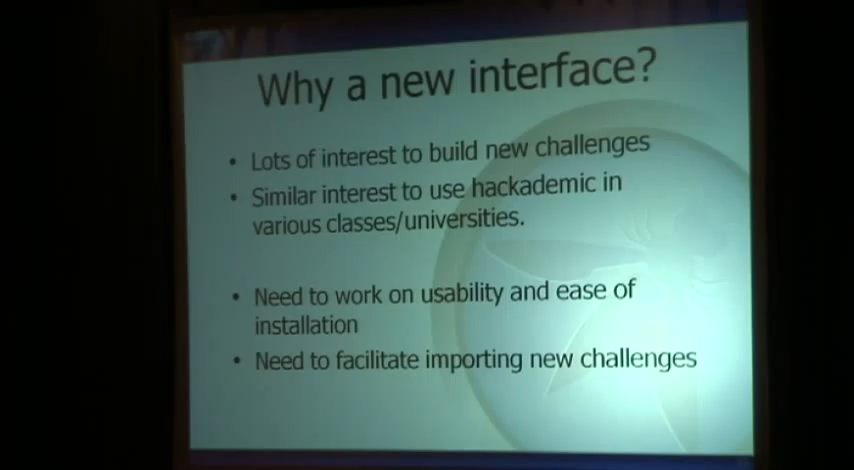 Why a new interface?
• Lots of interest to build new challenges
• Similar interest to use hackademic in
various classes/universities.
• Need to work on usability and ease of
installation
• Need to facilitate importing new challenges